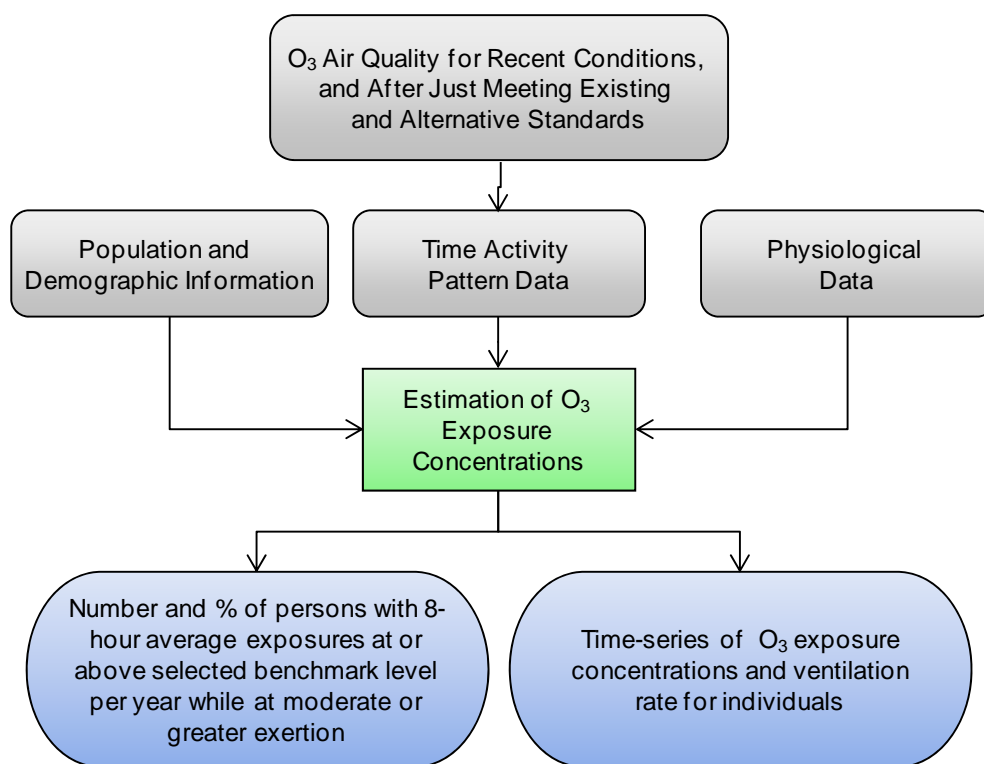 O₃ Air Quality for Recent Conditions,
and After Just Meeting Existing
and Alternative Standards
Population and
Demographic Information
Time Activity
Pattern Data
Physiological
Data
Estimation of O₃
Exposure
Concentrations
Number and % of persons with 8-
hour average exposures at or
above selected benchmark level
per year while at moderate or
greater exertion
Time-series of O₃ exposure
concentrations and ventilation
rate for individuals